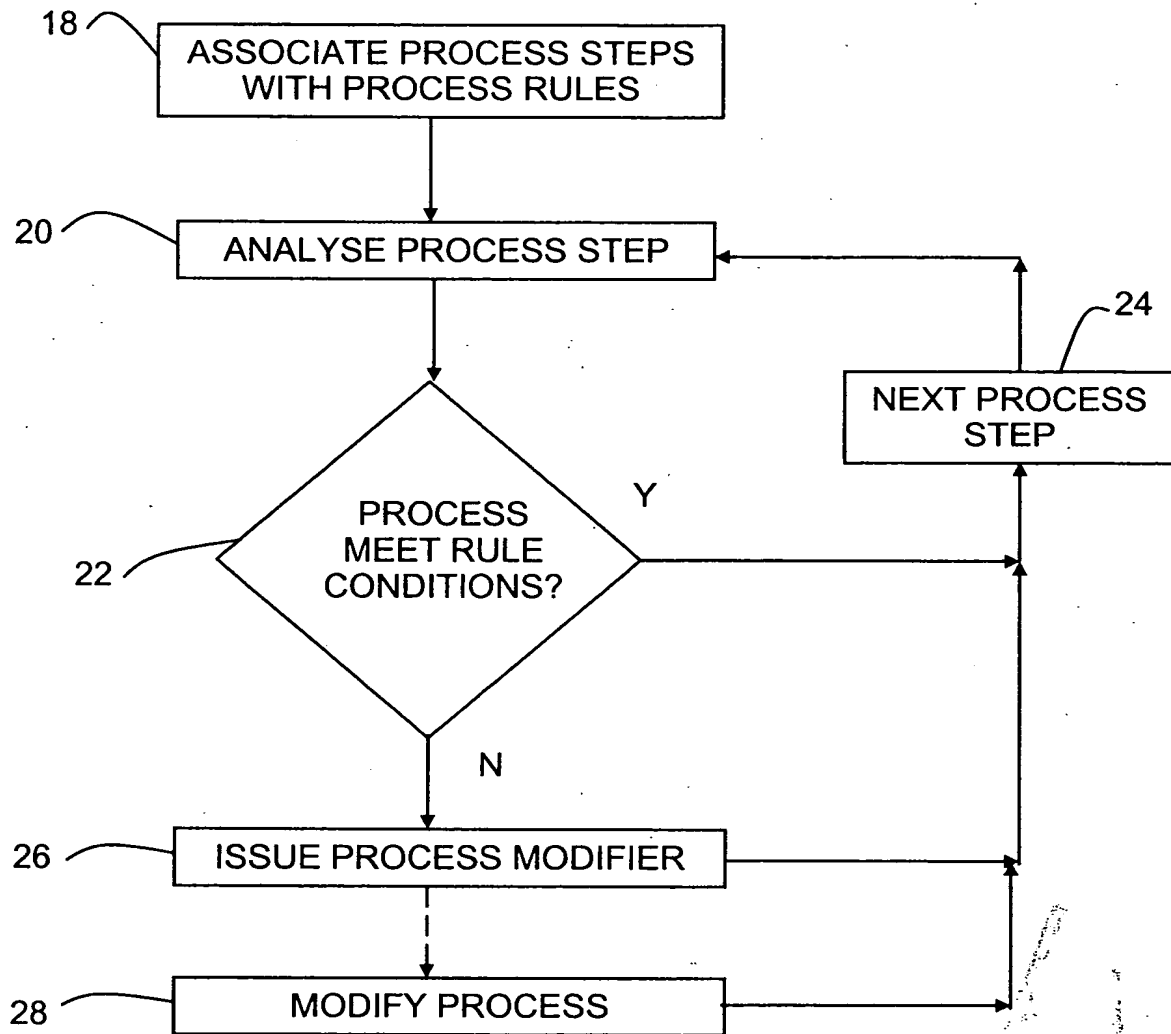 18
ASSOCIATE PROCESS STEPS
WITH PROCESS RULES
20
ANALYSE PROCESS STEP
24
NEXT PROCESS
STEP
Y
PROCESS
MEET RULE
CONDITIONS?
22
N
26
ISSUE PROCESS MODIFIER
28
MODIFY PROCESS